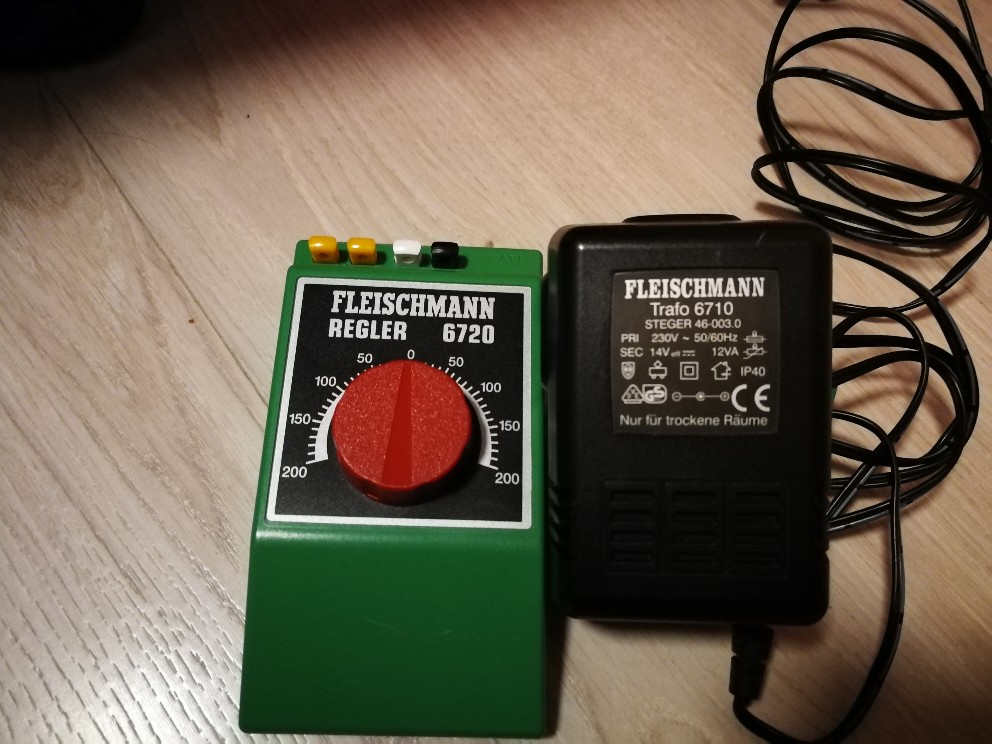 FLEISCHMANN
REGLER 6720
0
50 50
100 100
150 150
200 200
FLEISCHMANN
Trafo 6710
STEGER 46-003.0
PRI 230V ~ 50/60Hz
SEC 14V eff 12VA
IP40
CE
Nur für trockene Räume